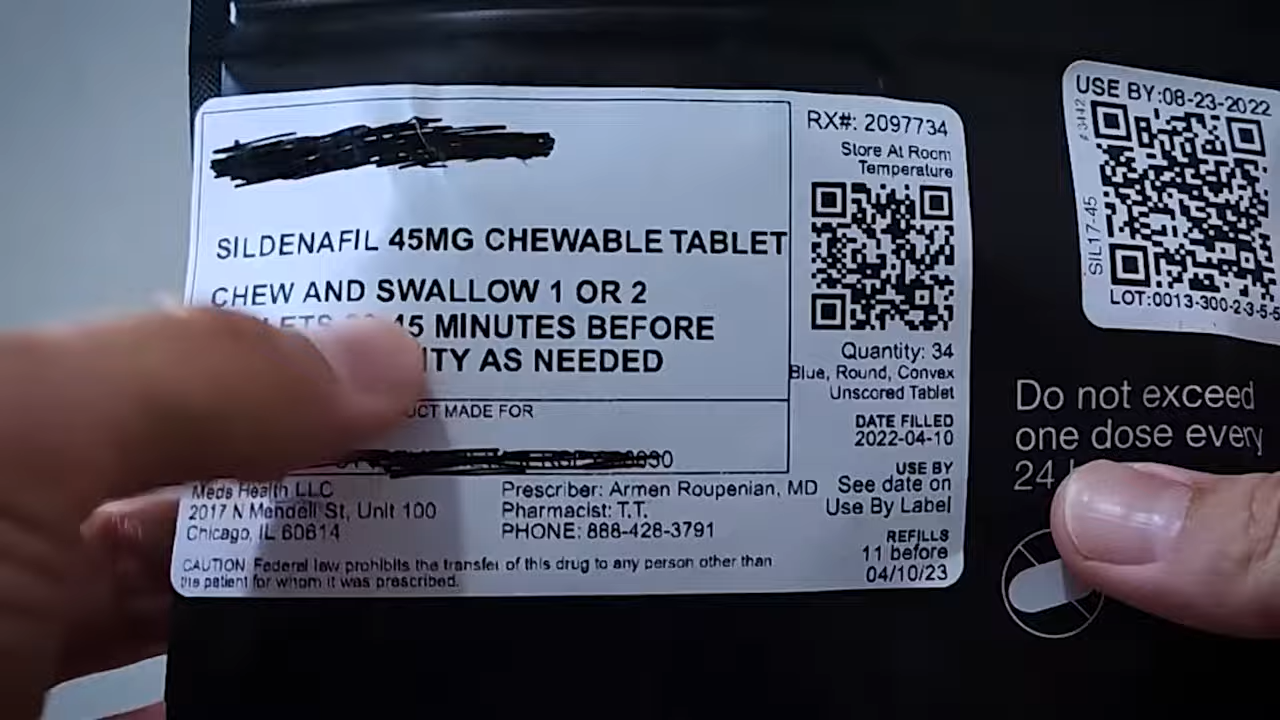 SILDENAFIL 45MG CHEWABLE TABLET
CHEW AND SWALLOW 1 OR 2
45 MINUTES BEFORE
AS NEEDED
MADE FOR
Meds Health LLC
2017 N Mendell St, Unit 100
Chicago, IL 60614
Prescriber: Armen Roupenian, MD
Pharmacist: T.T.
PHONE: 888-428-3791
CAUTION: Federal law prohibits the transfer of this drug to any person other than
the patient for whom it was prescribed.
RX#: 2097734
Store At Room
Temperature
Quantity: 34
Blue, Round, Convex
Unscored Tablet
DATE FILLED
2022-04-10
USE BY
See date on
Use By Label
REFILLS
11 before
04/10/23
USE BY:08-23-2022
SIL17-45
LOT:0013-300-2-3-5-5
Do not exceed
one dose every
24